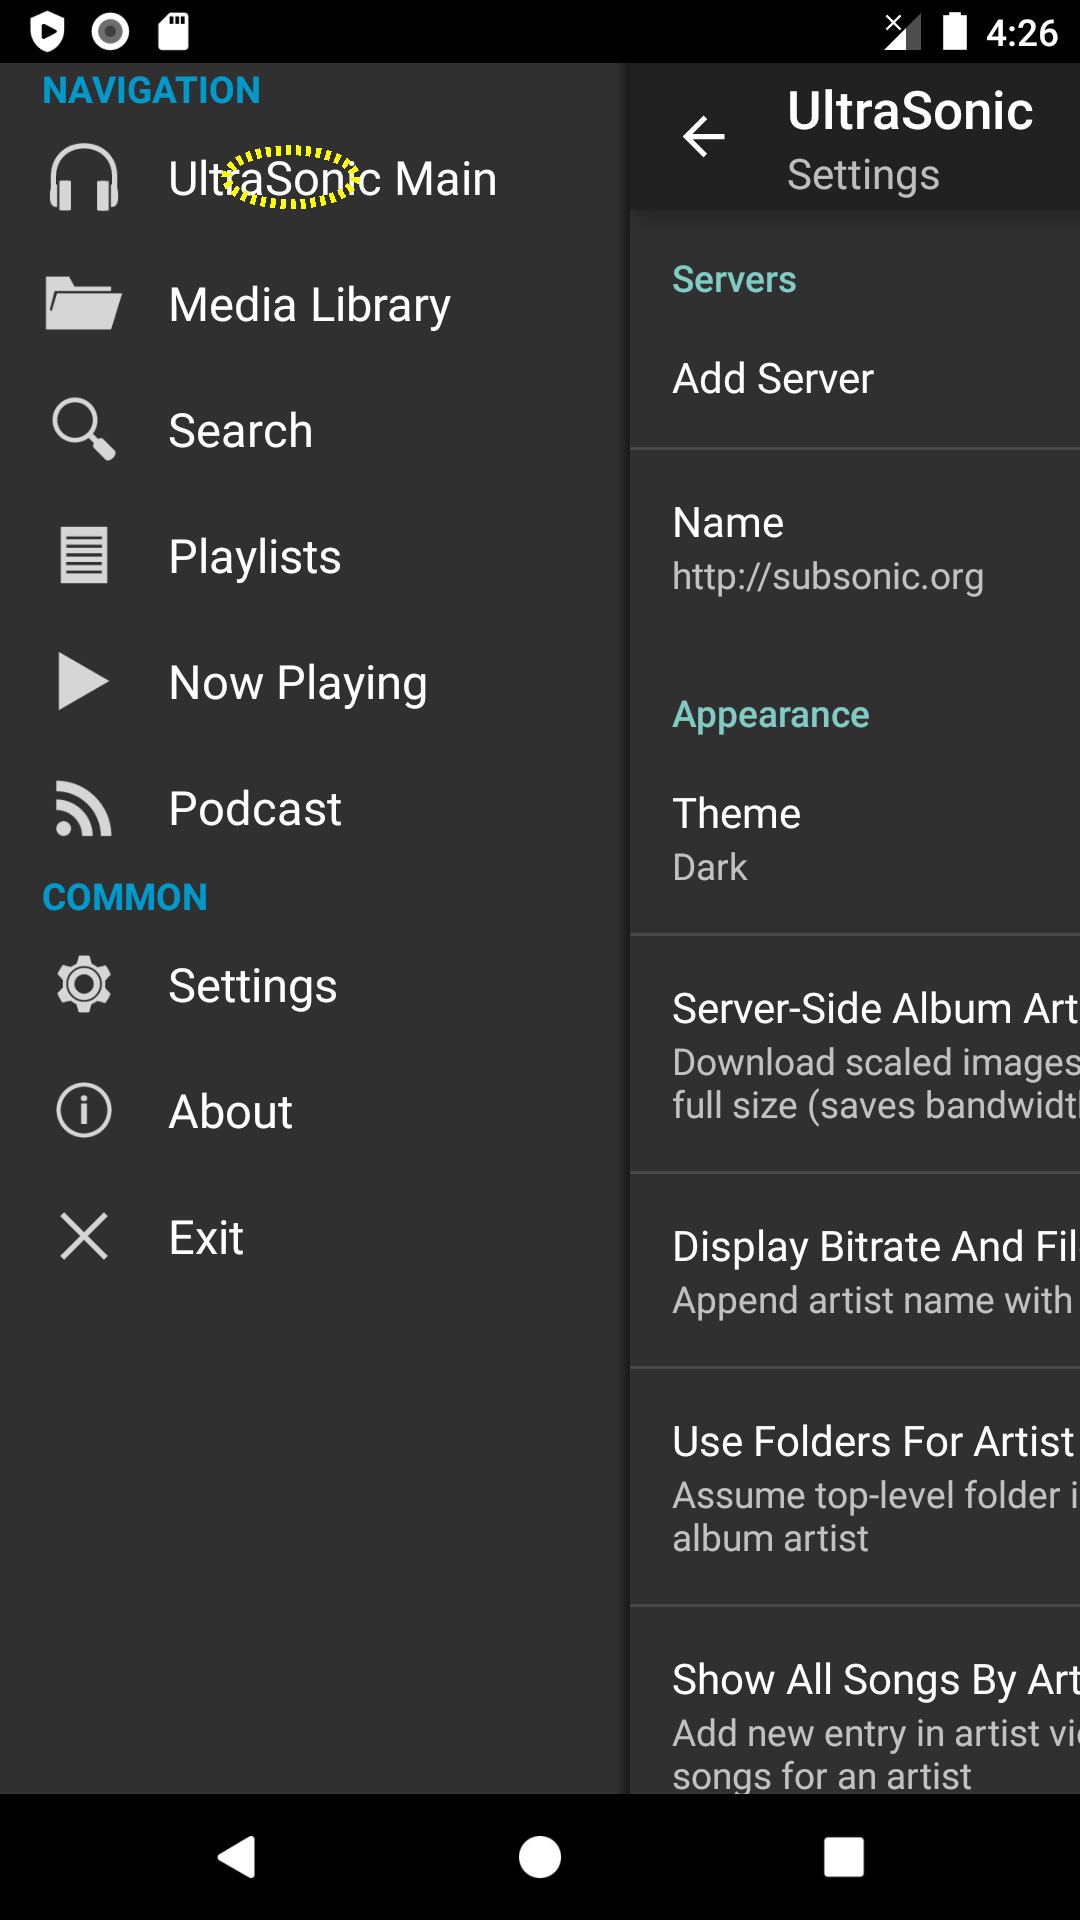 4:26
NAVIGATION
UltraSonic Main
Media Library
Search
Playlists
Now Playing
Podcast
COMMON
Settings
About
Exit
UltraSonic
Settings
Servers
Add Server
Name
http://subsonic.org
Appearance
Theme
Dark
Server-Side Album Art
Download scaled images
full size (saves bandwidt
Display Bitrate And Fil
Append artist name with
Use Folders For Artist
Assume top-level folder i
album artist
Show All Songs By Art
Add new entry in artist vi
songs for an artist